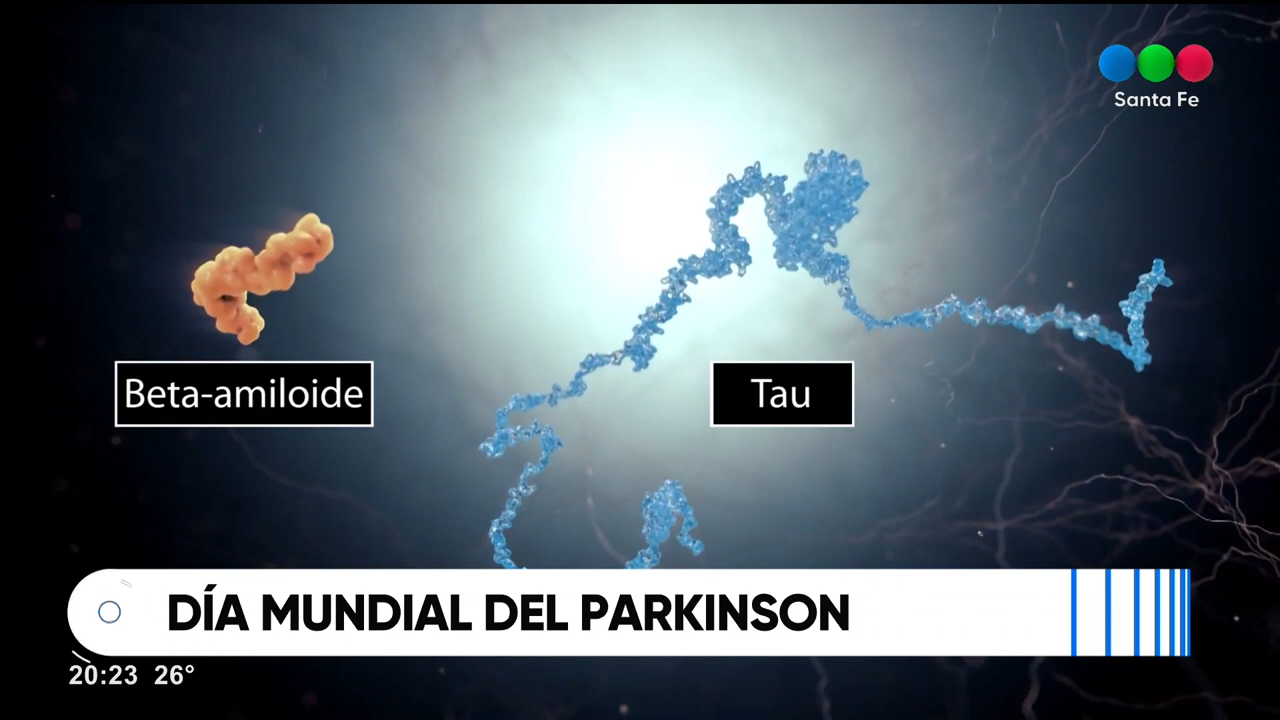 Santa Fe
Beta-amiloide
Tau
DÍA MUNDIAL DEL PARKINSON
20:23 26°